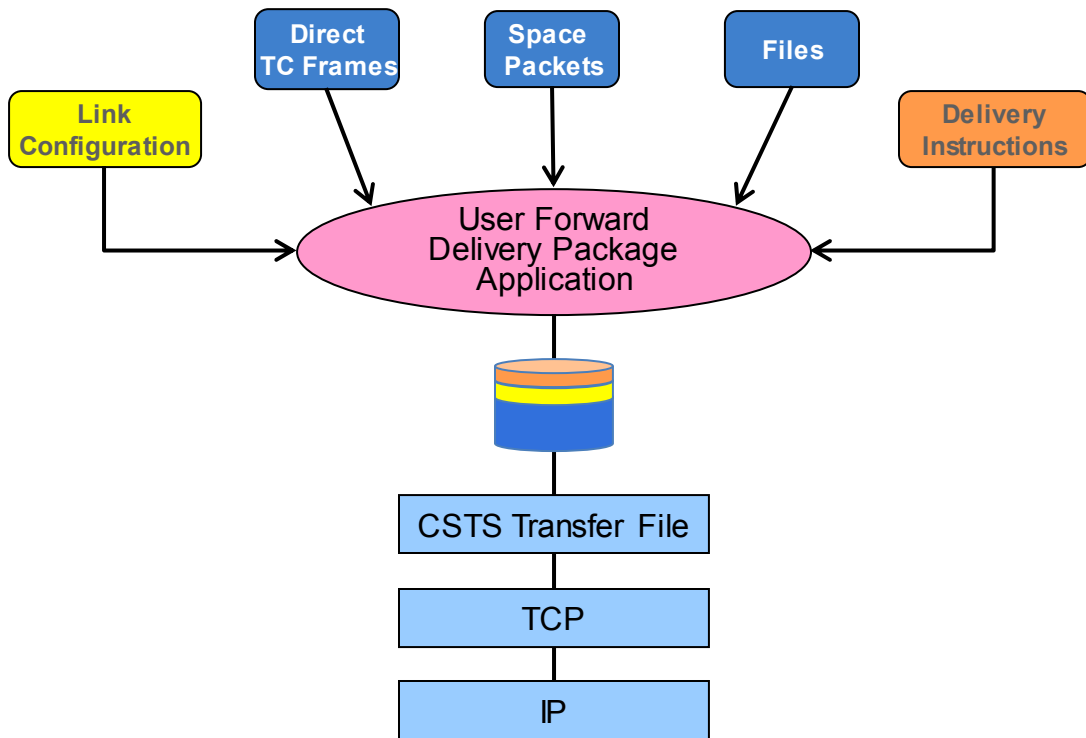 Direct
TC Frames
Space
Packets
Files
Link
Configuration
Delivery
Instructions
User Forward
Delivery Package
Application
CSTS Transfer File
TCP
IP